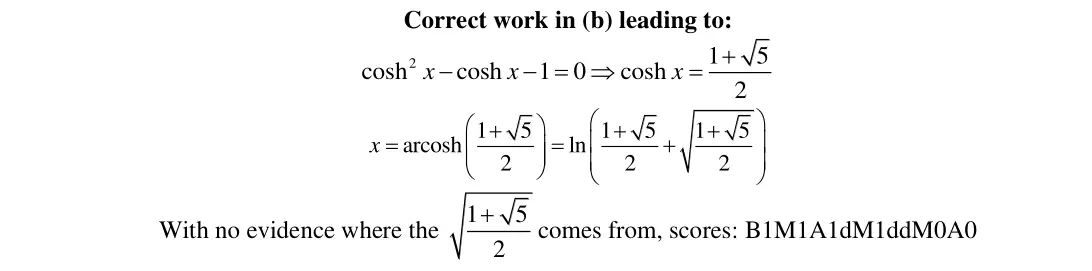 Correct work in (b) leading to:
cosh² x − cosh x − 1 = 0 ⇒ cosh x = (1+√5)/2
x = arcosh((1+√5)/2) = ln((1+√5)/2 + √((1+√5)/2))
With no evidence where the √((1+√5)/2) comes from, scores: B1M1A1dM1ddM0A0